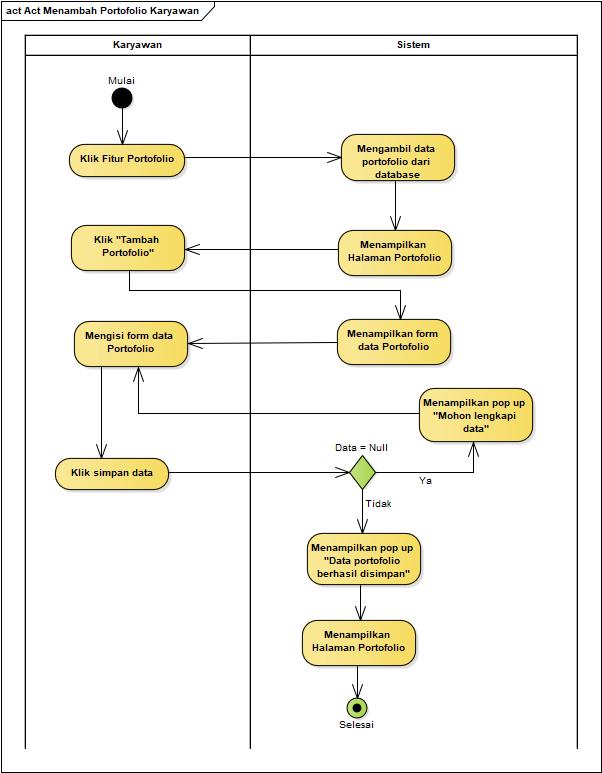 act Act Menambah Portofolio Karyawan
Karyawan
Sistem
Mulai
Klik Fitur Portofolio
Mengambil data
portofolio dari
database
Klik "Tambah
Portofolio"
Menampilkan
Halaman Portofolio
Mengisi form data
Portofolio
Menampilkan form
data Portofolio
Menampilkan pop up
"Mohon lengkapi
data"
Klik simpan data
Data = Null
Ya
Tidak
Menampilkan pop up
"Data portofolio
berhasil disimpan"
Menampilkan
Halaman Portofolio
Selesai